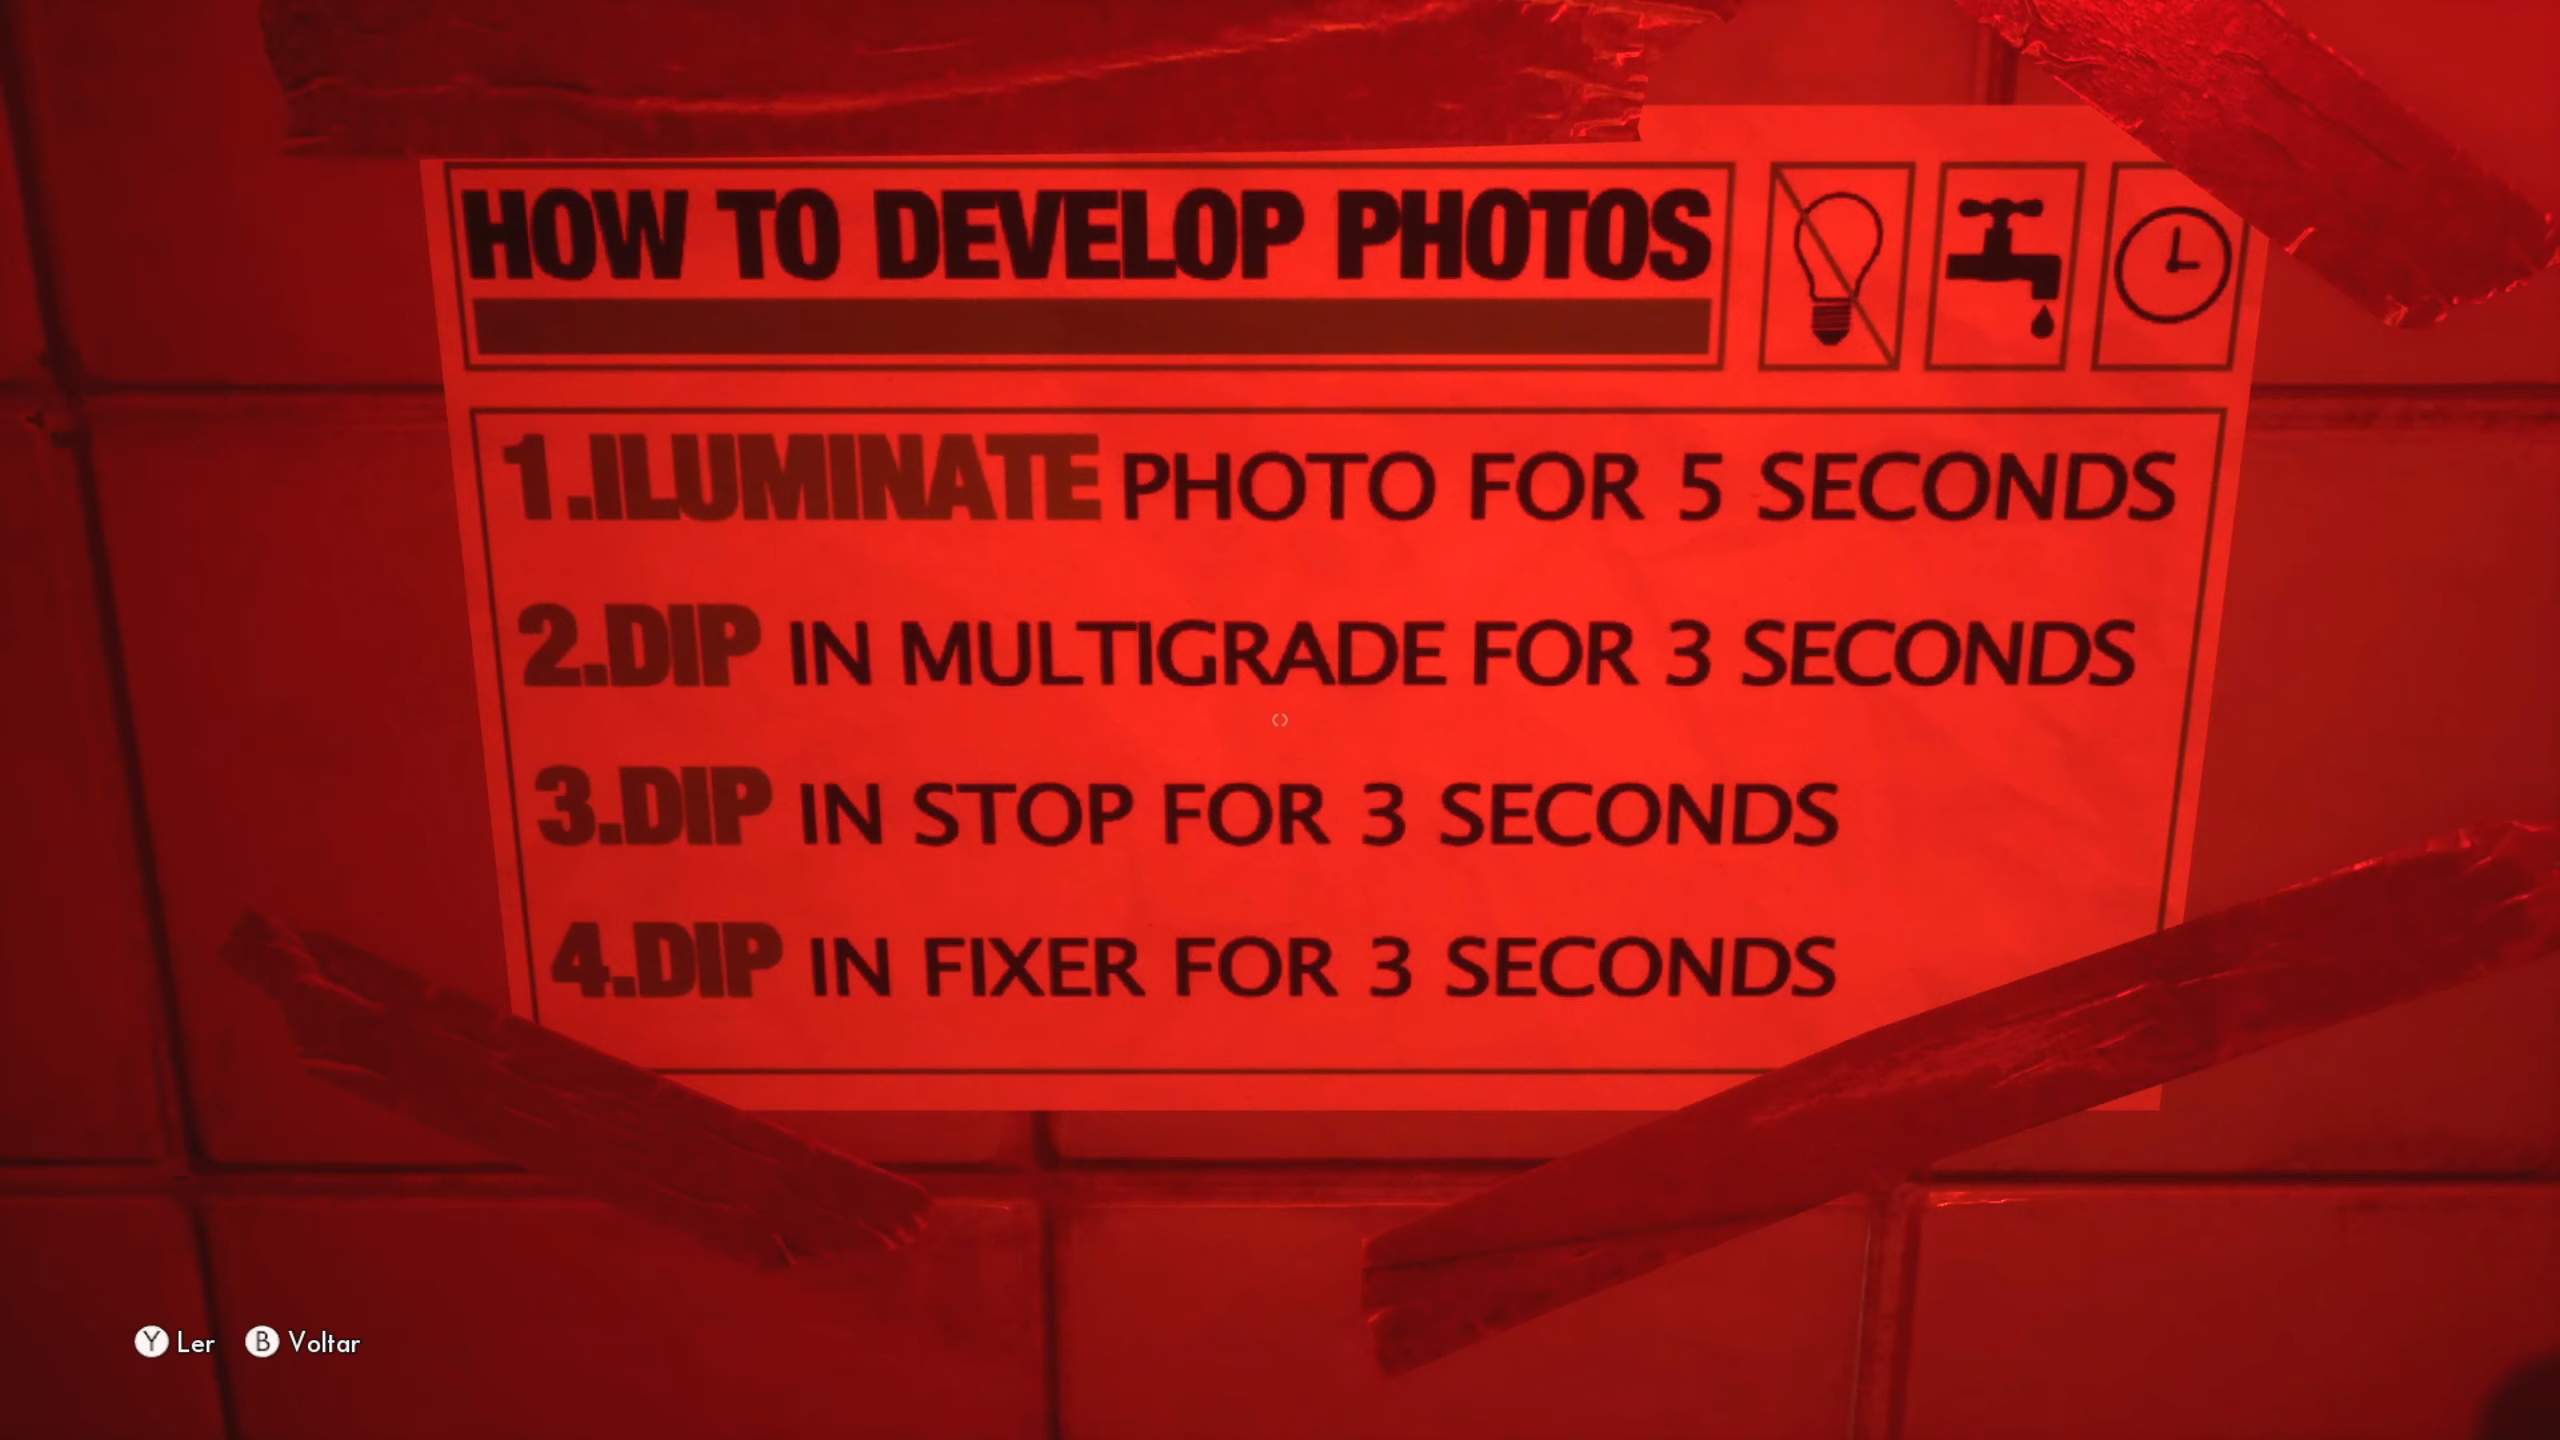 HOW TO DEVELOP PHOTOS
1.ILUMINATE PHOTO FOR 5 SECONDS
2.DIP IN MULTIGRADE FOR 3 SECONDS
3.DIP IN STOP FOR 3 SECONDS
4.DIP IN FIXER FOR 3 SECONDS
Y Ler B Voltar